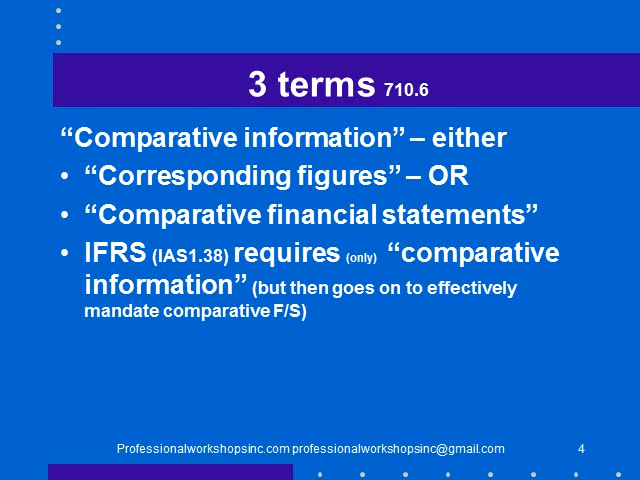 3 terms 710.6
“Comparative information” – either
• “Corresponding figures” – OR
• “Comparative financial statements”
• IFRS (IAS1.38) requires (only) “comparative
information” (but then goes on to effectively
mandate comparative F/S)
Professionalworkshopsinc.com professionalworkshopsinc@gmail.com 4